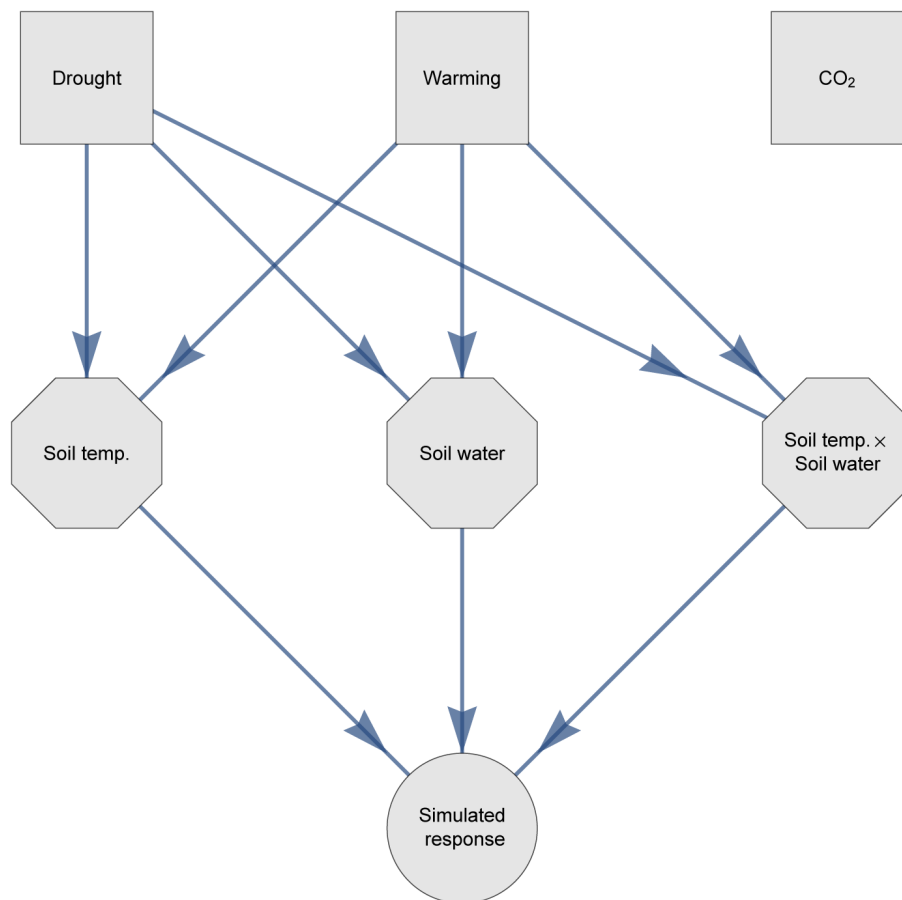 Drought
Warming
CO₂
Soil temp.
Soil water
Soil temp. ×
Soil water
Simulated
response